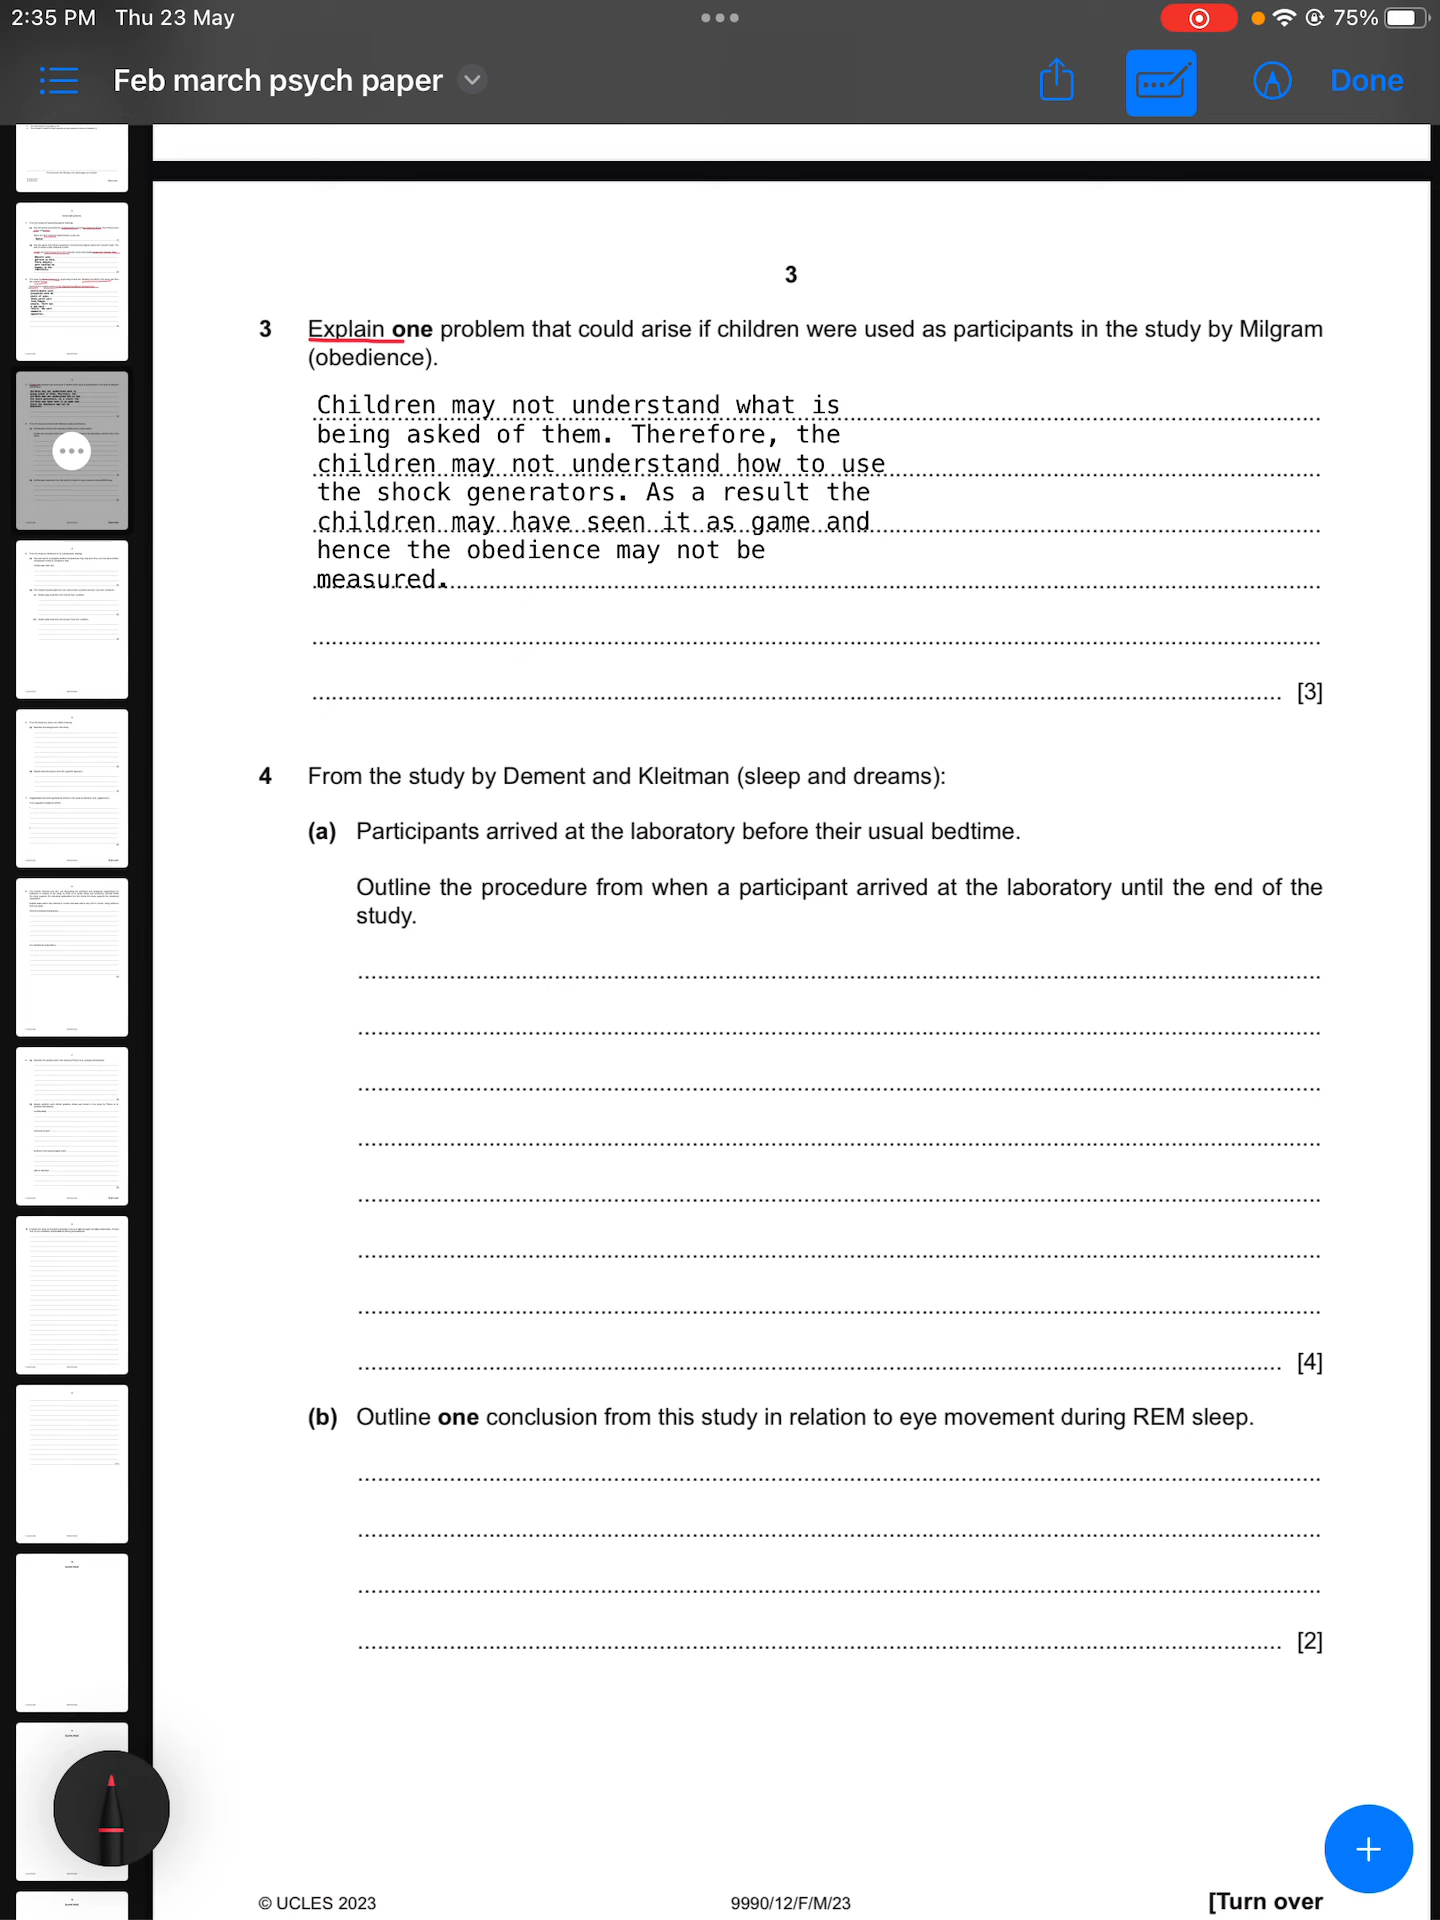 2:35 PM Thu 23 May
75%
Feb march psych paper
Done
3
3 Explain one problem that could arise if children were used as participants in the study by Milgram
(obedience).
Children may not understand what is
being asked of them. Therefore, the
children may not understand how to use
the shock generators. As a result the
children may have seen it as game and
hence the obedience may not be
measured.
[3]
4 From the study by Dement and Kleitman (sleep and dreams):
(a) Participants arrived at the laboratory before their usual bedtime.
Outline the procedure from when a participant arrived at the laboratory until the end of the
study.
[4]
(b) Outline one conclusion from this study in relation to eye movement during REM sleep.
[2]
© UCLES 2023
9990/12/F/M/23
[Turn over